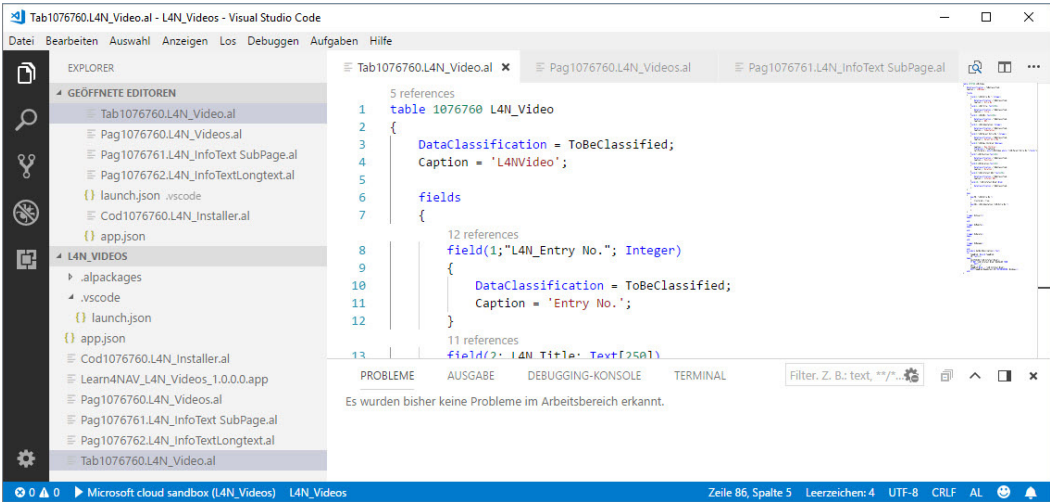 Tab1076760.L4N_Video.al - L4N_Videos - Visual Studio Code
Datei Bearbeiten Auswahl Anzeigen Los Debuggen Aufgaben Hilfe
EXPLORER
GEÖFFNETE EDITOREN
Tab1076760.L4N_Video.al
Pag1076760.L4N_Videos.al
Pag1076761.L4N_InfoText SubPage.al
Pag1076762.L4N_InfoTextLongtext.al
{} launch.json .vscode
Cod1076760.L4N_Installer.al
{} app.json
L4N_VIDEOS
.alpackages
.vscode
{} launch.json
{} app.json
Cod1076760.L4N_Installer.al
Learn4NAV_L4N_Videos_1.0.0.0.app
Pag1076760.L4N_Videos.al
Pag1076761.L4N_InfoText SubPage.al
Pag1076762.L4N_InfoTextLongtext.al
Tab1076760.L4N_Video.al
Tab1076760.L4N_Video.al Pag1076760.L4N_Videos.al Pag1076761.L4N_InfoText SubPage.al
5 references
1 table 1076760 L4N_Video
2 {
3 DataClassification = ToBeClassified;
4 Caption = 'L4NVideo';
5
6 fields
7 {
12 references
8 field(1;"L4N_Entry No."; Integer)
9 {
10 DataClassification = ToBeClassified;
11 Caption = 'Entry No.';
12 }
11 references
13 field(2; L4N_Title; Text[250])
PROBLEME AUSGABE DEBUGGING-KONSOLE TERMINAL Filter. Z. B.: text, **/*...
Es wurden bisher keine Probleme im Arbeitsbereich erkannt.
0 0 Microsoft cloud sandbox (L4N_Videos) L4N_Videos Zeile 86, Spalte 5 Leerzeichen: 4 UTF-8 CRLF AL